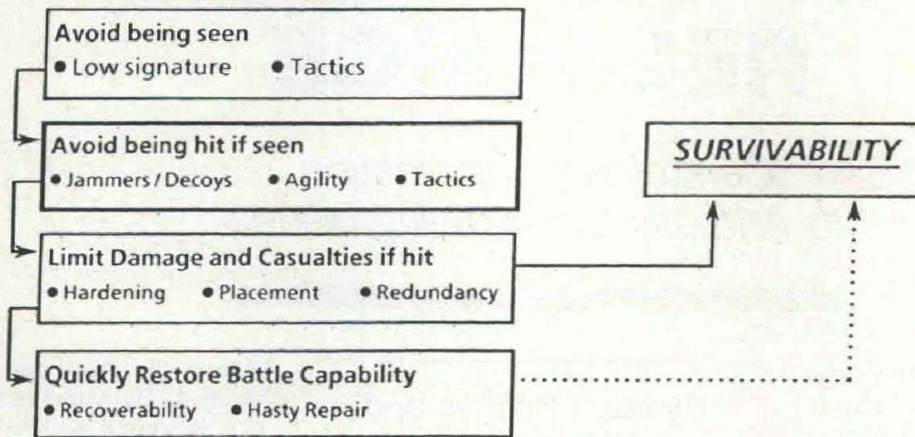 Avoid being seen
• Low signature • Tactics
Avoid being hit if seen
• Jammers / Decoys • Agility • Tactics
SURVIVABILITY
Limit Damage and Casualties if hit
• Hardening • Placement • Redundancy
Quickly Restore Battle Capability
• Recoverability • Hasty Repair